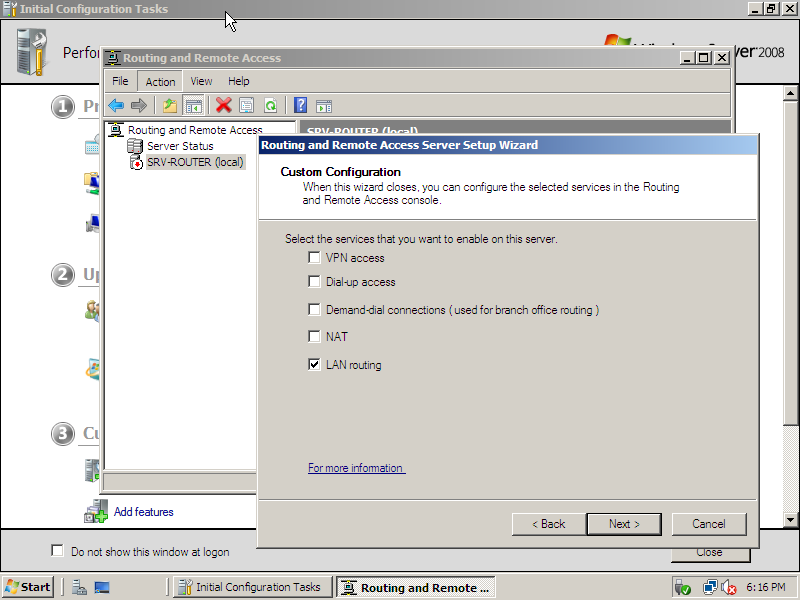 Initial Configuration Tasks
Server 2008
Routing and Remote Access
File Action View Help
Routing and Remote Access
Server Status
SRV-ROUTER (local)
SRV-ROUTER (local)
Routing and Remote Access Server Setup Wizard
Custom Configuration
When this wizard closes, you can configure the selected services in the Routing
and Remote Access console.
Select the services that you want to enable on this server.
VPN access
Dial-up access
Demand-dial connections ( used for branch office routing )
NAT
LAN routing
For more information
< Back Next > Cancel
1
2
3
Add features
Do not show this window at logon
Close
Start Initial Configuration Tasks Routing and Remote ... 6:16 PM